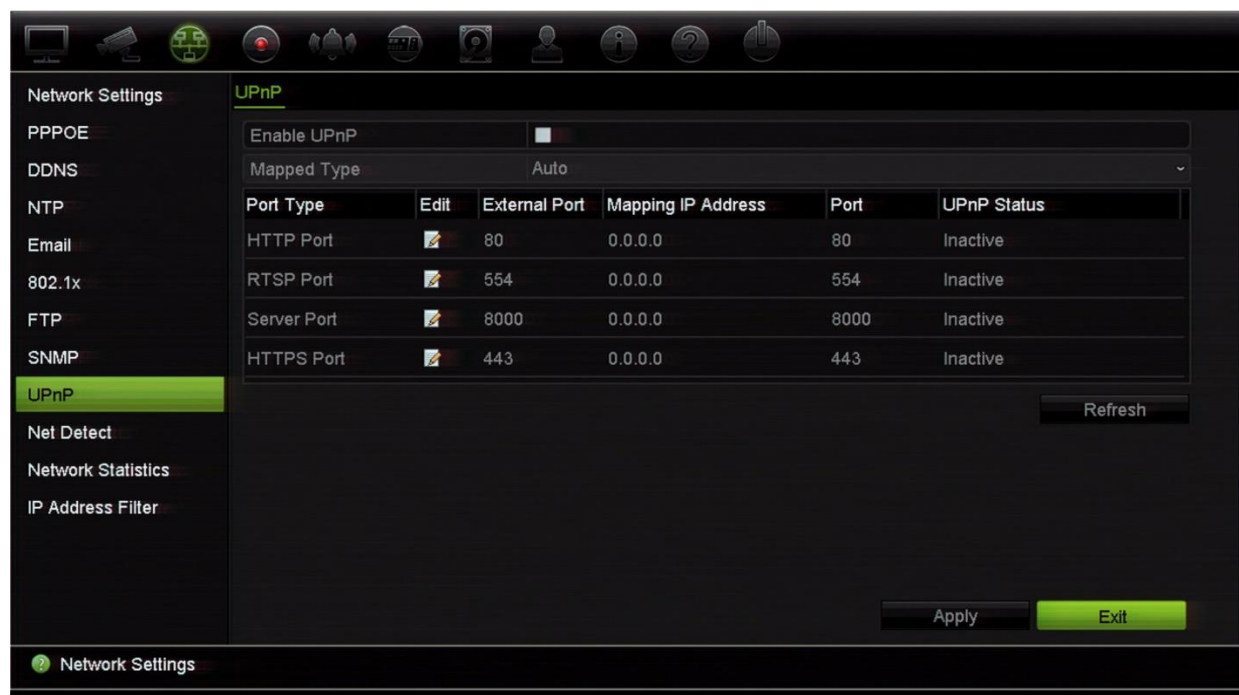 Network Settings
UPnP
PPPOE
Enable UPnP
DDNS
Mapped Type Auto
NTP
Port Type Edit External Port Mapping IP Address Port UPnP Status
Email
HTTP Port 80 0.0.0.0 80 Inactive
802.1x
RTSP Port 554 0.0.0.0 554 Inactive
FTP
Server Port 8000 0.0.0.0 8000 Inactive
SNMP
HTTPS Port 443 0.0.0.0 443 Inactive
UPnP
Refresh
Net Detect
Network Statistics
IP Address Filter
Apply Exit
Network Settings